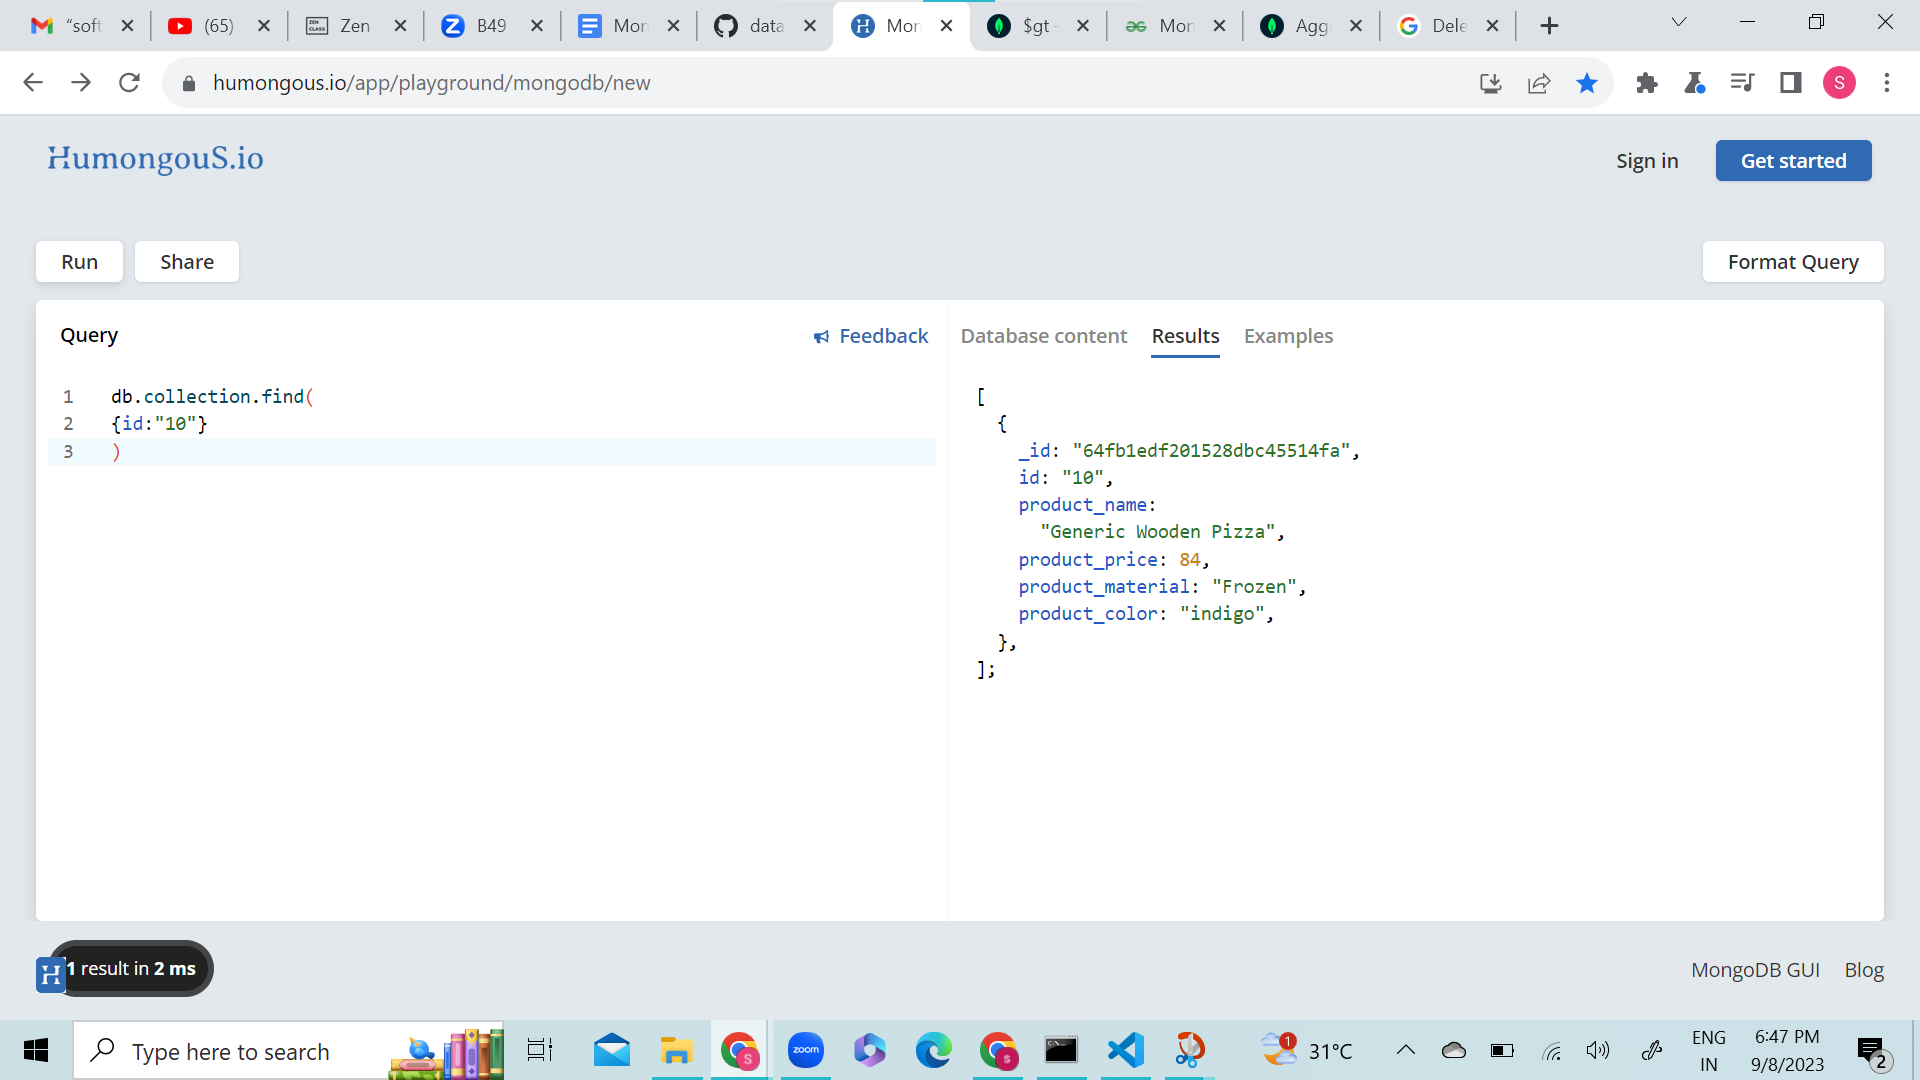 “soft
(65)
Zen
B49
Mon
data
Mon
$gt -
Mon
Agg
Dele
humongous.io/app/playground/mongodb/new
S
HumongouS.io
Sign in
Get started
Run
Share
Format Query
Query
Feedback
Database content
Results
Examples
1 db.collection.find(
2 {id:"10"}
3 )
[
{
_id: "64fb1edf201528dbc45514fa",
id: "10",
product_name:
"Generic Wooden Pizza",
product_price: 84,
product_material: "Frozen",
product_color: "indigo",
},
];
1 result in 2 ms
MongoDB GUI
Blog
Type here to search
zoom
1
31°C
ENG
IN
6:47 PM
9/8/2023
2